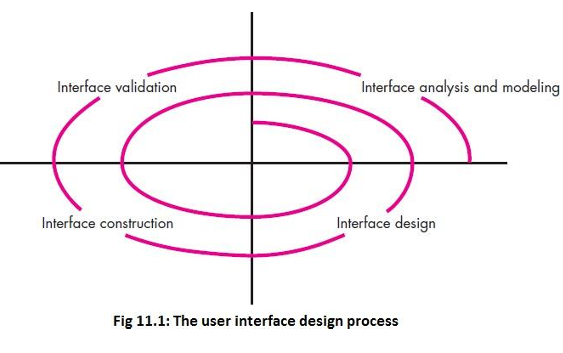 Interface validation
Interface analysis and modeling
Interface construction
Interface design
Fig 11.1: The user interface design process